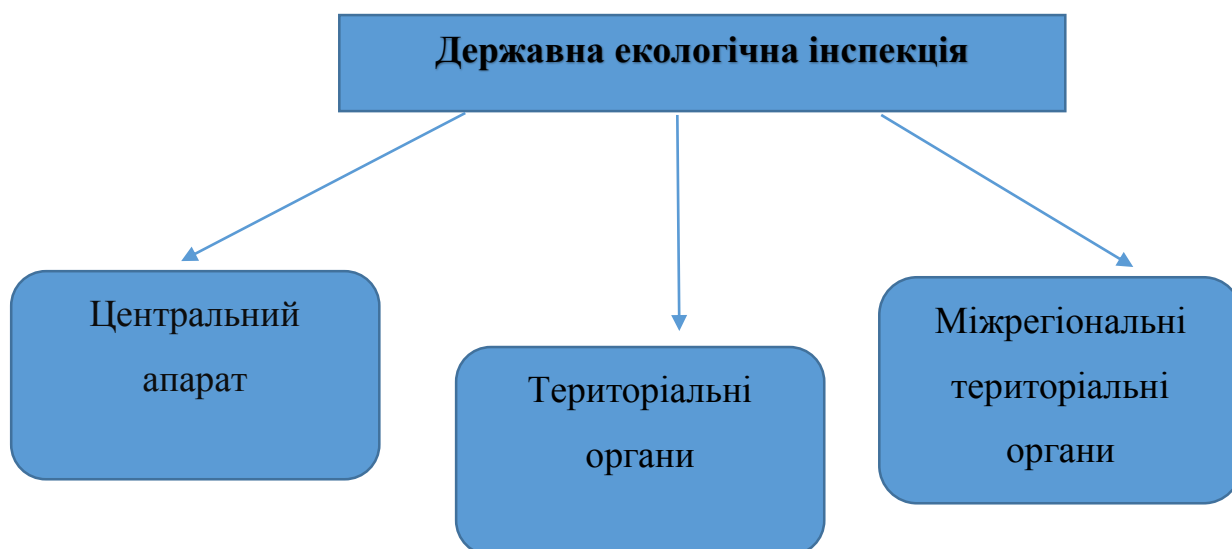 Державна екологічна інспекція
Центральний
апарат
Територіальні
органи
Міжрегіональні
територіальні
органи